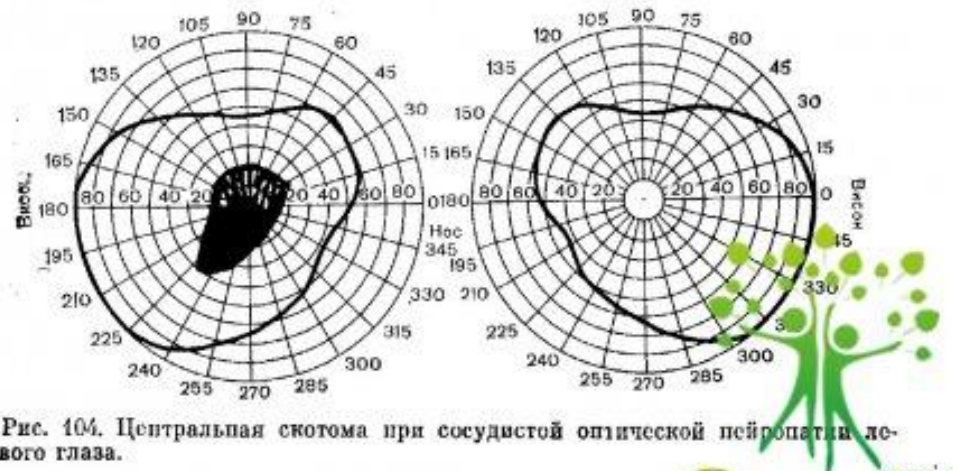 90 90
105 75 105 75
120 60 120 60
135 45 135 45
150 30 150 30
165 15 165 15
80 60 40 20 20 40 60 80 80 60 40 20 20 40 60 80
Висок 180 0 180 0 Висок
Нос
195 345 195
210 330 210 330
225 315 225
240 300 240 300
255 270 285 255 270 285
Рис. 104. Центральная скотома при сосудистой оптической нейропатии ле-
вого глаза.